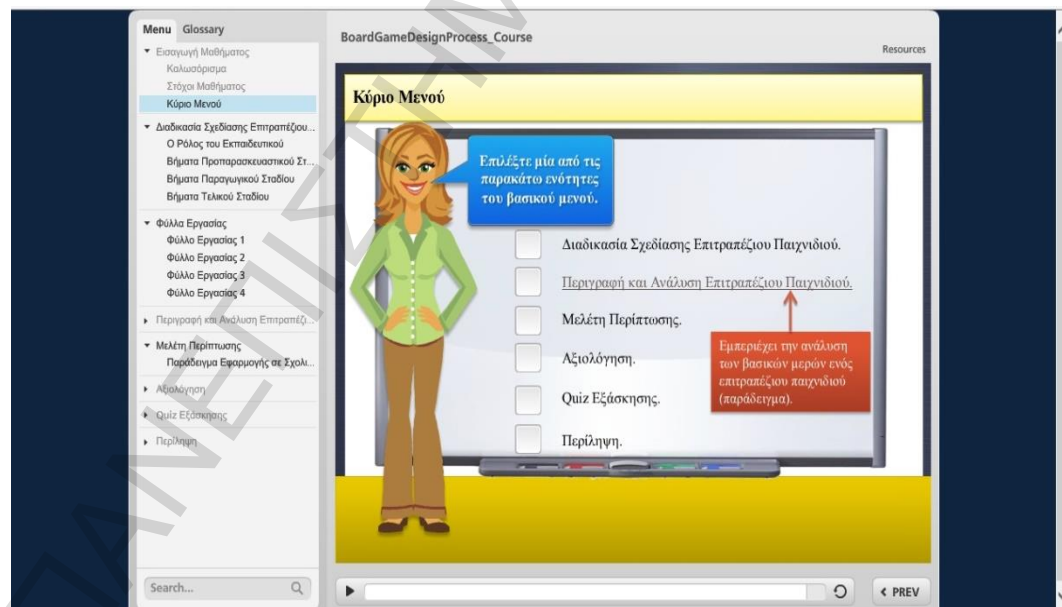 Menu Glossary
Εισαγωγή Μαθήματος
Καλωσόρισμα
Στόχοι Μαθήματος
Κύριο Μενού
Διαδικασία Σχεδίασης Επιτραπέζιου...
Ο Ρόλος του Εκπαιδευτικού
Βήματα Προπαρασκευαστικού Στ...
Βήματα Παραγωγικού Σταδίου
Βήματα Τελικού Σταδίου
Φύλλα Εργασίας
Φύλλο Εργασίας 1
Φύλλο Εργασίας 2
Φύλλο Εργασίας 3
Φύλλο Εργασίας 4
Περιγραφή και Ανάλυση Επιτραπέζι...
Μελέτη Περίπτωσης
Παράδειγμα Εφαρμογής σε Σχολι...
Αξιολόγηση
Quiz Εξάσκησης
Περίληψη
Search...
BoardGameDesignProcess_Course
Resources
Κύριο Μενού
Επιλέξτε μία από τις
παρακάτω ενότητες
του βασικού μενού.
Διαδικασία Σχεδίασης Επιτραπέζιου Παιχνιδιού.
Περιγραφή και Ανάλυση Επιτραπέζιου Παιχνιδιού.
Μελέτη Περίπτωσης.
Αξιολόγηση.
Quiz Εξάσκησης.
Περίληψη.
Εμπεριέχει την ανάλυση
των βασικών μερών ενός
επιτραπέζιου παιχνιδιού
(παράδειγμα).
PREV